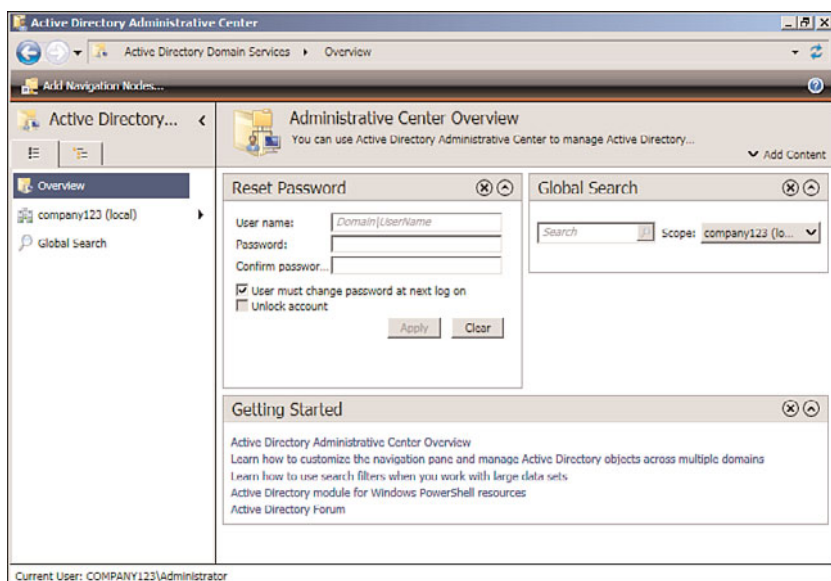 Active Directory Administrative Center
Active Directory Domain Services ▸ Overview
Add Navigation Nodes...
Active Directory...
Administrative Center Overview
You can use Active Directory Administrative Center to manage Active Directory...
Add Content
Overview
company123 (local)
Global Search
Reset Password
User name:
Domain\UserName
Password:
Confirm passwor...
User must change password at next log on
Unlock account
Apply
Clear
Global Search
Search
Scope:
company123 (lo...
Getting Started
Active Directory Administrative Center Overview
Learn how to customize the navigation pane and manage Active Directory objects across multiple domains
Learn how to use search filters when you work with large data sets
Active Directory module for Windows PowerShell resources
Active Directory Forum
Current User: COMPANY123\Administrator